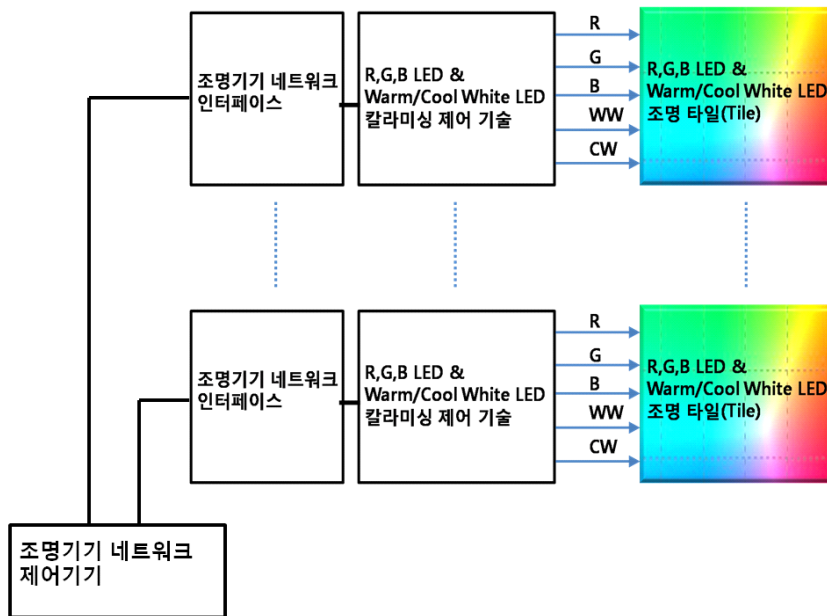 조명기기 네트워크
인터페이스
R,G,B LED &
Warm/Cool White LED
칼라미싱 제어 기술
R
G
B
WW
CW
R,G,B LED &
Warm/Cool White LED
조명 타일(Tile)
조명기기 네트워크
인터페이스
R,G,B LED &
Warm/Cool White LED
칼라미싱 제어 기술
R
G
B
WW
CW
R,G,B LED &
Warm/Cool White LED
조명 타일(Tile)
조명기기 네트워크
제어기기